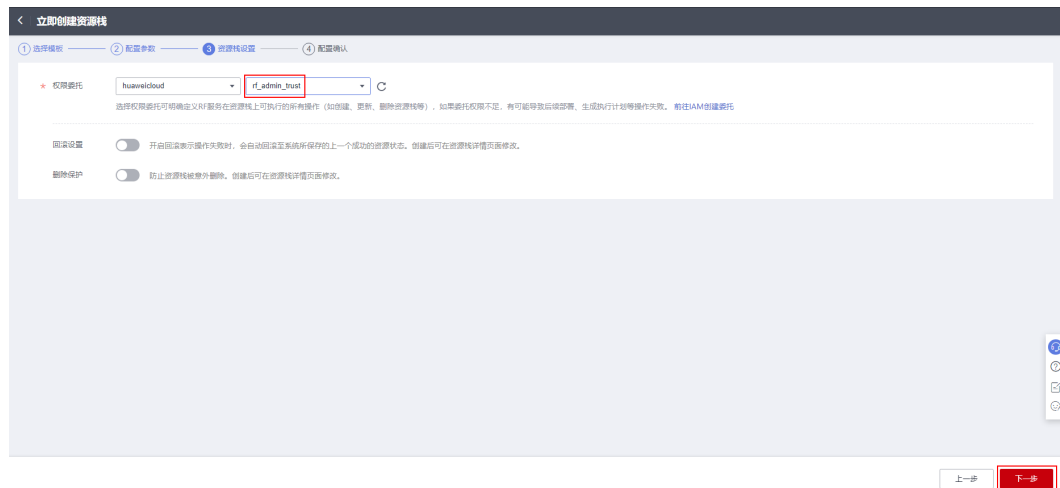 < 立即创建资源栈
1 选择模板 2 配置参数 3 资源栈设置 4 配置确认
* 权限委托 huaweicloud rf_admin_trust
选择权限委托可明确定义RF服务在资源栈上可执行的所有操作（如创建、更新、删除资源栈等），如果委托权限不足，有可能导致后续部署、生成执行计划等操作失败。 前往IAM创建委托
回滚设置 开启回滚表示操作失败时，会自动回滚至系统所保存的上一个成功的资源状态。创建后可在资源栈详情页面修改。
删除保护 防止资源栈被意外删除。创建后可在资源栈详情页面修改。
上一步 下一步